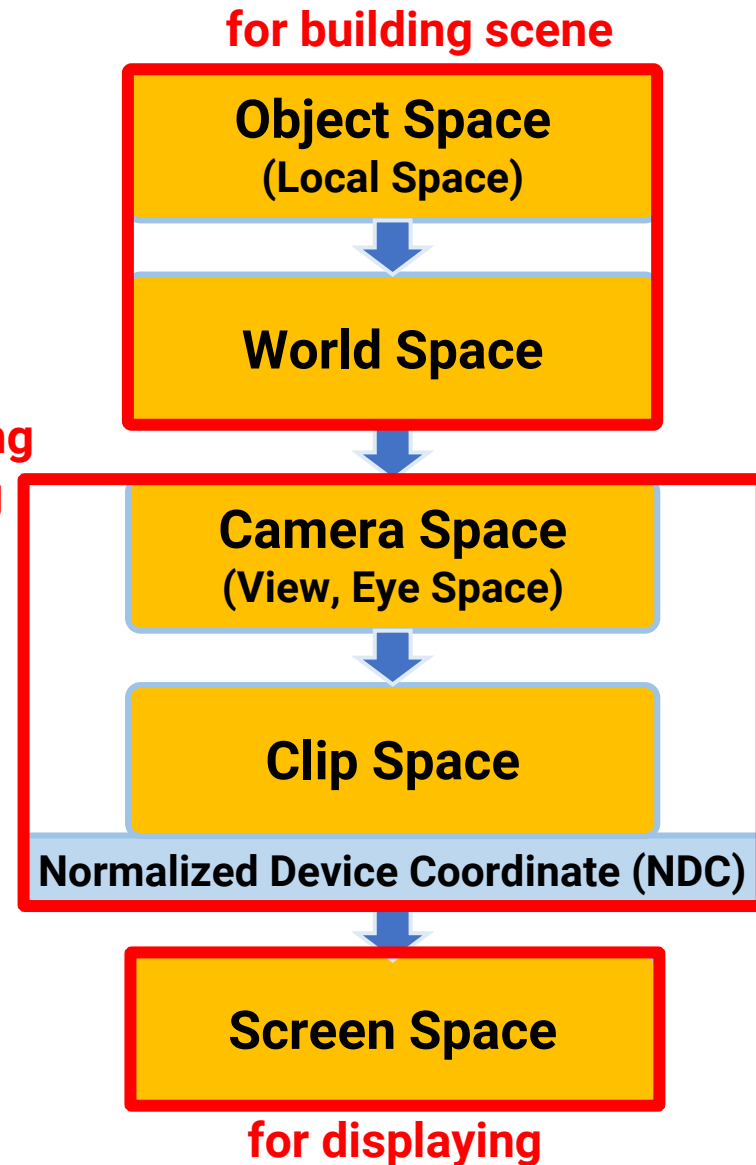 for building scene
Object Space
(Local Space)
World Space
Camera Space
(View, Eye Space)
Clip Space
Normalized Device Coordinate (NDC)
Screen Space
for displaying